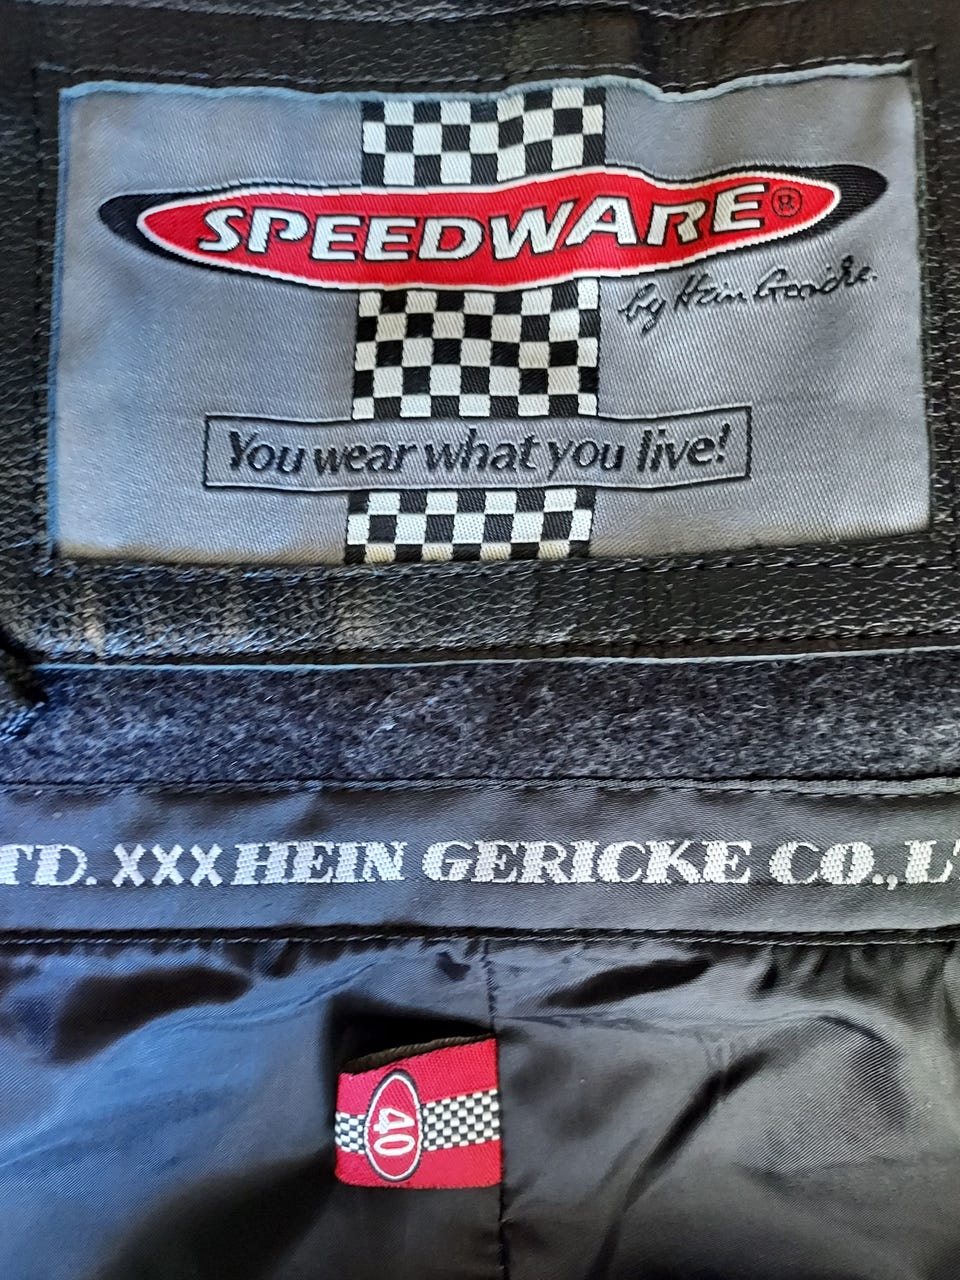 SPEEDWARE®
by Hein Gericke.
You wear what you live!
TD. XXX HEIN GERICKE CO., LT
40